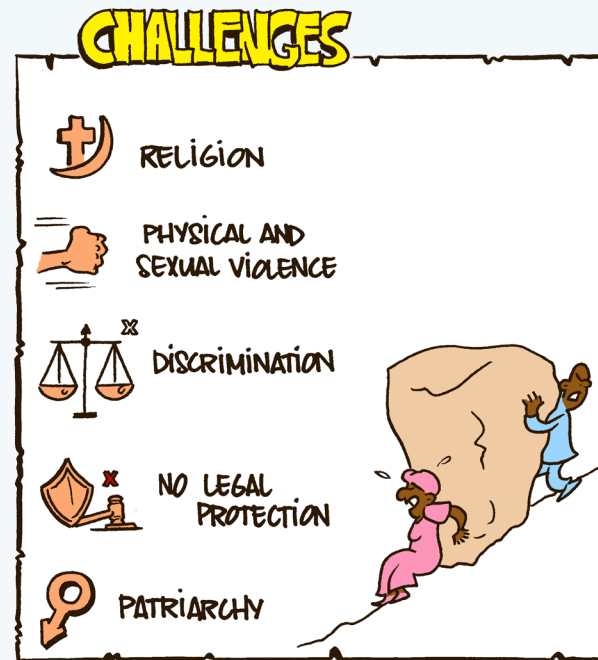 CHALLENGES
RELIGION
PHYSICAL AND
SEXUAL VIOLENCE
DISCRIMINATION
NO LEGAL
PROTECTION
PATRIARCHY